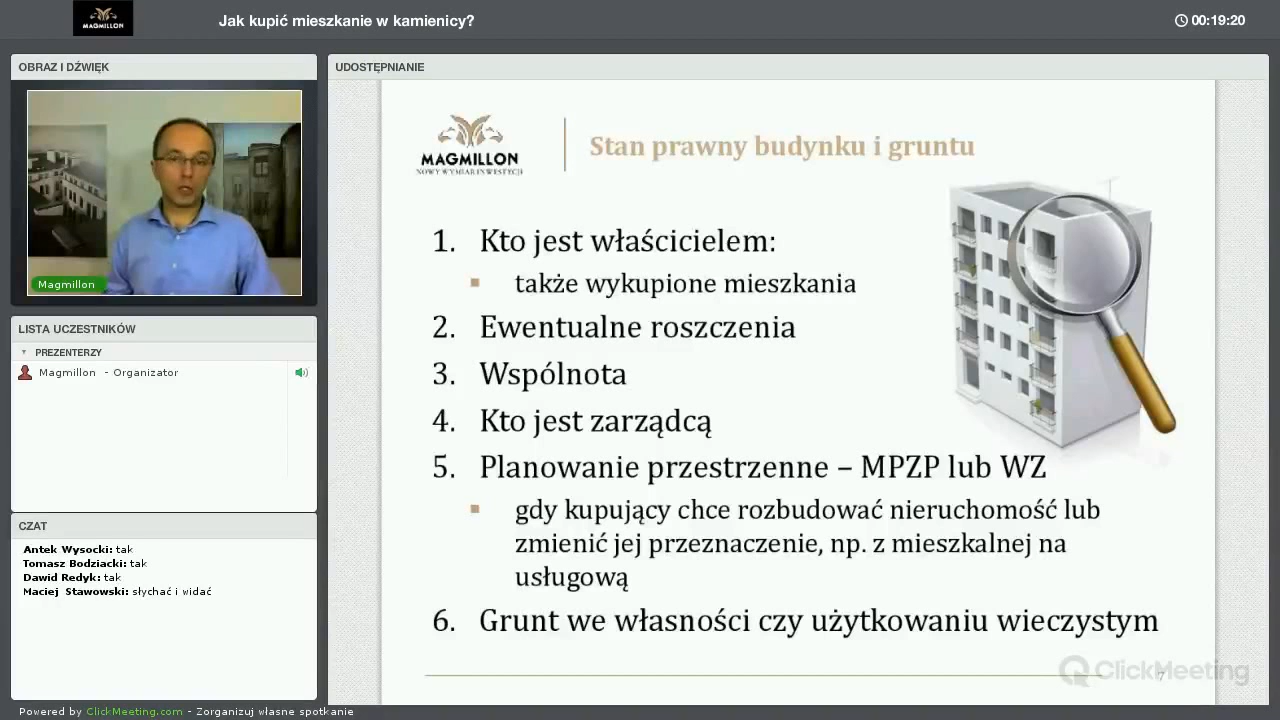 MAGMILLON
Jak kupić mieszkanie w kamienicy?
00:19:20
OBRAZ I DŹWIĘK
Magmillon
LISTA UCZESTNIKÓW
PREZENTERZY
Magmillon - Organizator
CZAT
Antek Wysocki: tak
Tomasz Bodziacki: tak
Dawid Redyk: tak
Maciej Stawowski: słychać i widać
UDOSTĘPNIANIE
MAGMILLON
NOWY WYMIAR INWESTYCJI
Stan prawny budynku i gruntu
1. Kto jest właścicielem:
▪ także wykupione mieszkania
2. Ewentualne roszczenia
3. Wspólnota
4. Kto jest zarządcą
5. Planowanie przestrzenne – MPZP lub WZ
▪ gdy kupujący chce rozbudować nieruchomość lub
zmienić jej przeznaczenie, np. z mieszkalnej na
usługową
6. Grunt we własności czy użytkowaniu wieczystym
ClickMeeting
7
Powered by ClickMeeting.com - Zorganizuj własne spotkanie